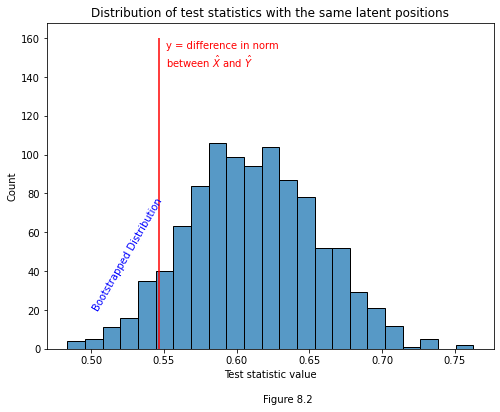 Distribution of test statistics with the same latent positions
160
140
120
100
80
60
40
20
0
Count
y = difference in norm
between X̂ and Ŷ
Bootstrapped Distribution
0.50 0.55 0.60 0.65 0.70 0.75
Test statistic value
Figure 8.2